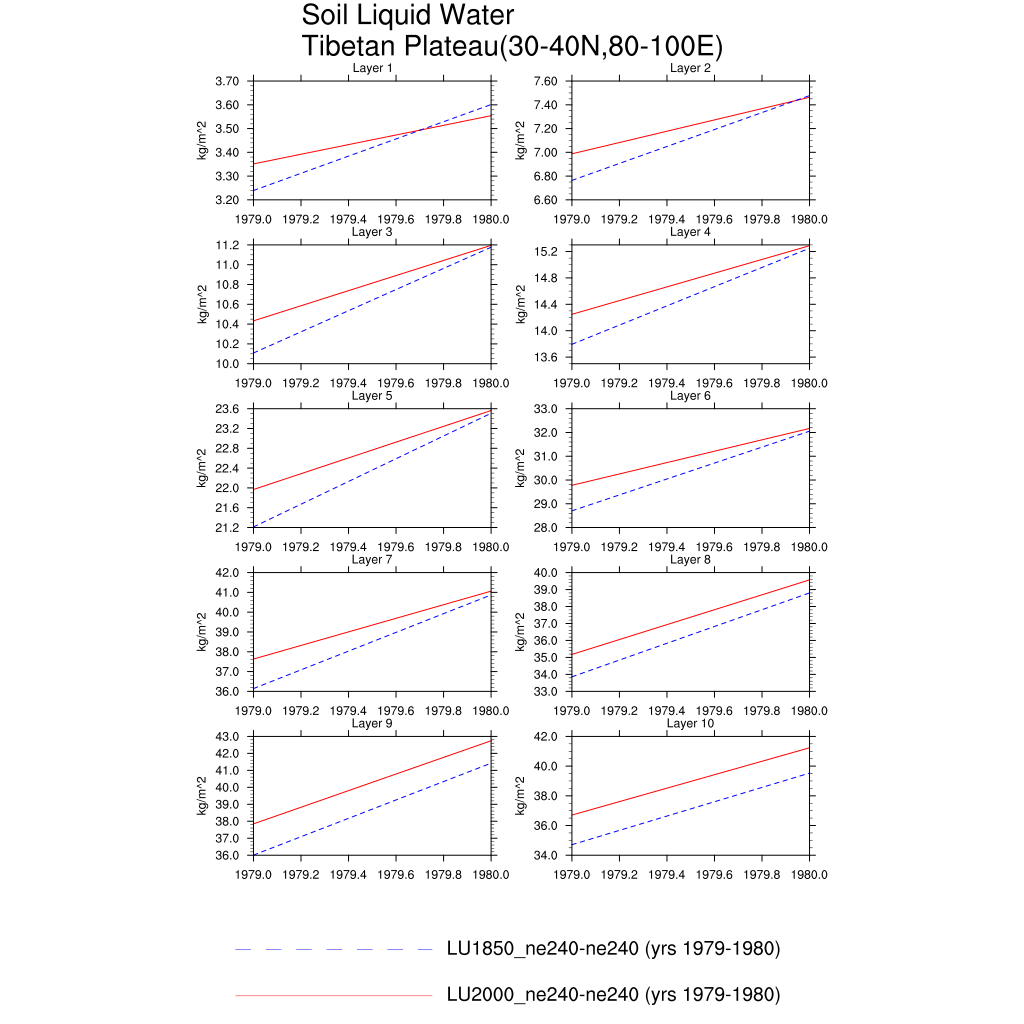 Soil Liquid Water
Tibetan Plateau(30-40N,80-100E)
Layer 1
3.70
3.60
3.50
3.40
3.30
3.20
kg/m^2
1979.0 1979.2 1979.4 1979.6 1979.8 1980.0
Layer 2
7.60
7.40
7.20
7.00
6.80
6.60
kg/m^2
1979.0 1979.2 1979.4 1979.6 1979.8 1980.0
Layer 3
11.2
11.0
10.8
10.6
10.4
10.2
10.0
kg/m^2
1979.0 1979.2 1979.4 1979.6 1979.8 1980.0
Layer 4
15.2
14.8
14.4
14.0
13.6
kg/m^2
1979.0 1979.2 1979.4 1979.6 1979.8 1980.0
Layer 5
23.6
23.2
22.8
22.4
22.0
21.6
21.2
kg/m^2
1979.0 1979.2 1979.4 1979.6 1979.8 1980.0
Layer 6
33.0
32.0
31.0
30.0
29.0
28.0
kg/m^2
1979.0 1979.2 1979.4 1979.6 1979.8 1980.0
Layer 7
42.0
41.0
40.0
39.0
38.0
37.0
36.0
kg/m^2
1979.0 1979.2 1979.4 1979.6 1979.8 1980.0
Layer 8
40.0
39.0
38.0
37.0
36.0
35.0
34.0
33.0
kg/m^2
1979.0 1979.2 1979.4 1979.6 1979.8 1980.0
Layer 9
43.0
42.0
41.0
40.0
39.0
38.0
37.0
36.0
kg/m^2
1979.0 1979.2 1979.4 1979.6 1979.8 1980.0
Layer 10
42.0
40.0
38.0
36.0
34.0
kg/m^2
1979.0 1979.2 1979.4 1979.6 1979.8 1980.0
LU1850_ne240-ne240 (yrs 1979-1980)
LU2000_ne240-ne240 (yrs 1979-1980)